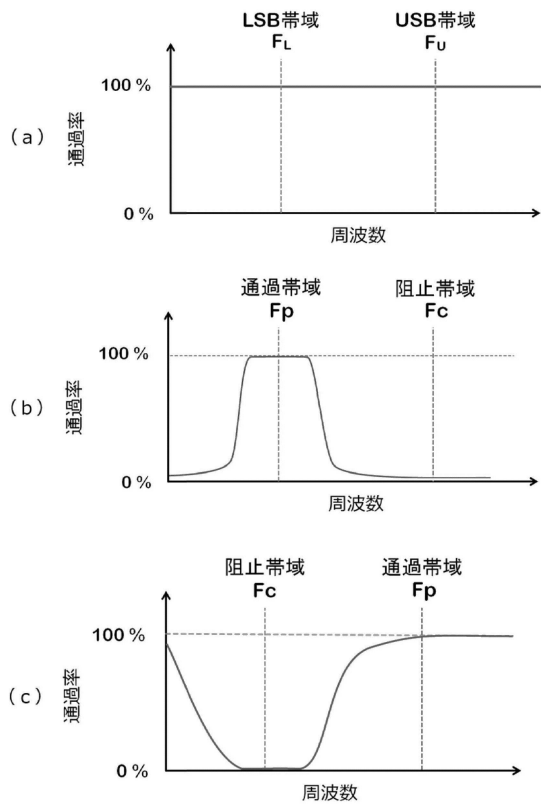 LSB帯域 USB帯域
FL FU
100 %
(a)
通過率
0 %
周波数
通過帯域 阻止帯域
Fp Fc
100 %
(b)
通過率
0 %
周波数
阻止帯域 通過帯域
Fc Fp
100 %
(c)
通過率
0 %
周波数